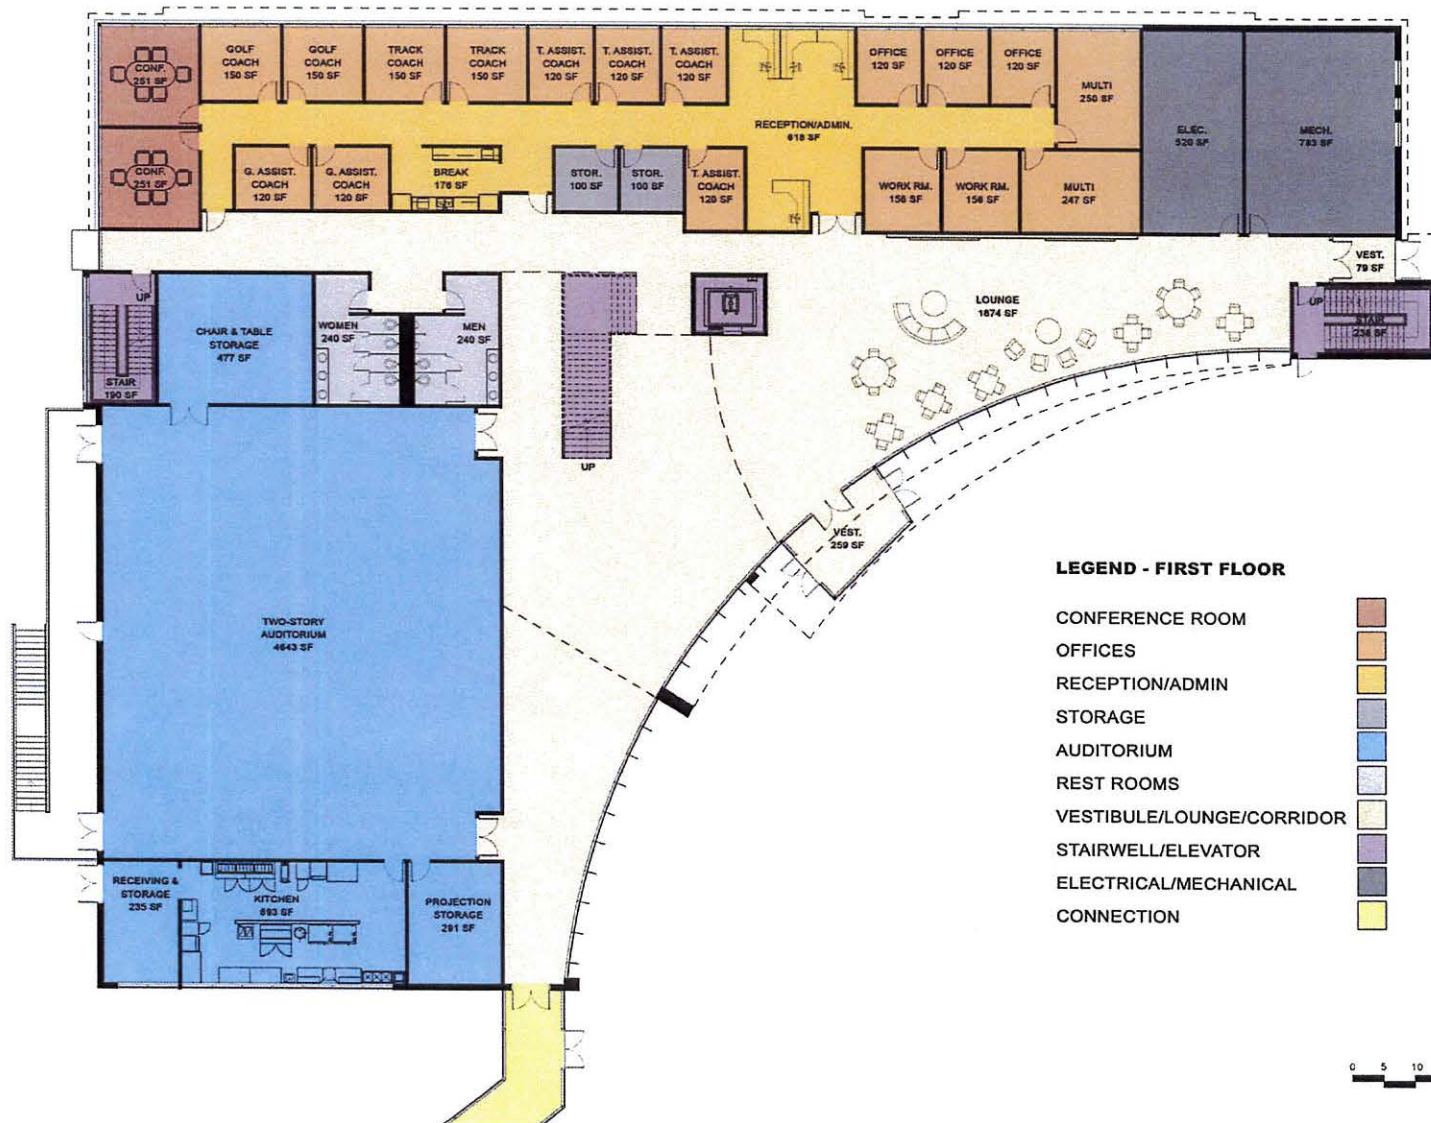 CONF.
251 SF
GOLF
COACH
150 SF
GOLF
COACH
150 SF
TRACK
COACH
150 SF
TRACK
COACH
150 SF
T. ASSIST.
COACH
120 SF
T. ASSIST.
COACH
120 SF
T. ASSIST.
COACH
120 SF
OFFICE
120 SF
OFFICE
120 SF
OFFICE
120 SF
MULTI
250 SF
ELEC.
520 SF
MECH.
783 SF
RECEPTION/ADMIN.
618 SF
CONF.
251 SF
G. ASSIST.
COACH
120 SF
G. ASSIST.
COACH
120 SF
BREAK
176 SF
STOR.
100 SF
STOR.
100 SF
T. ASSIST.
COACH
120 SF
WORK RM.
156 SF
WORK RM.
156 SF
MULTI
247 SF
VEST.
79 SF
UP
STAIR
190 SF
CHAIR & TABLE
STORAGE
477 SF
WOMEN
240 SF
MEN
240 SF
UP
LOUNGE
1874 SF
UP
STAIR
236 SF
VEST.
259 SF
TWO-STORY
AUDITORIUM
4643 SF
RECEIVING &
STORAGE
235 SF
KITCHEN
693 SF
PROJECTION
STORAGE
291 SF
LEGEND - FIRST FLOOR
CONFERENCE ROOM
OFFICES
RECEPTION/ADMIN
STORAGE
AUDITORIUM
REST ROOMS
VESTIBULE/LOUNGE/CORRIDOR
STAIRWELL/ELEVATOR
ELECTRICAL/MECHANICAL
CONNECTION
0 5 10